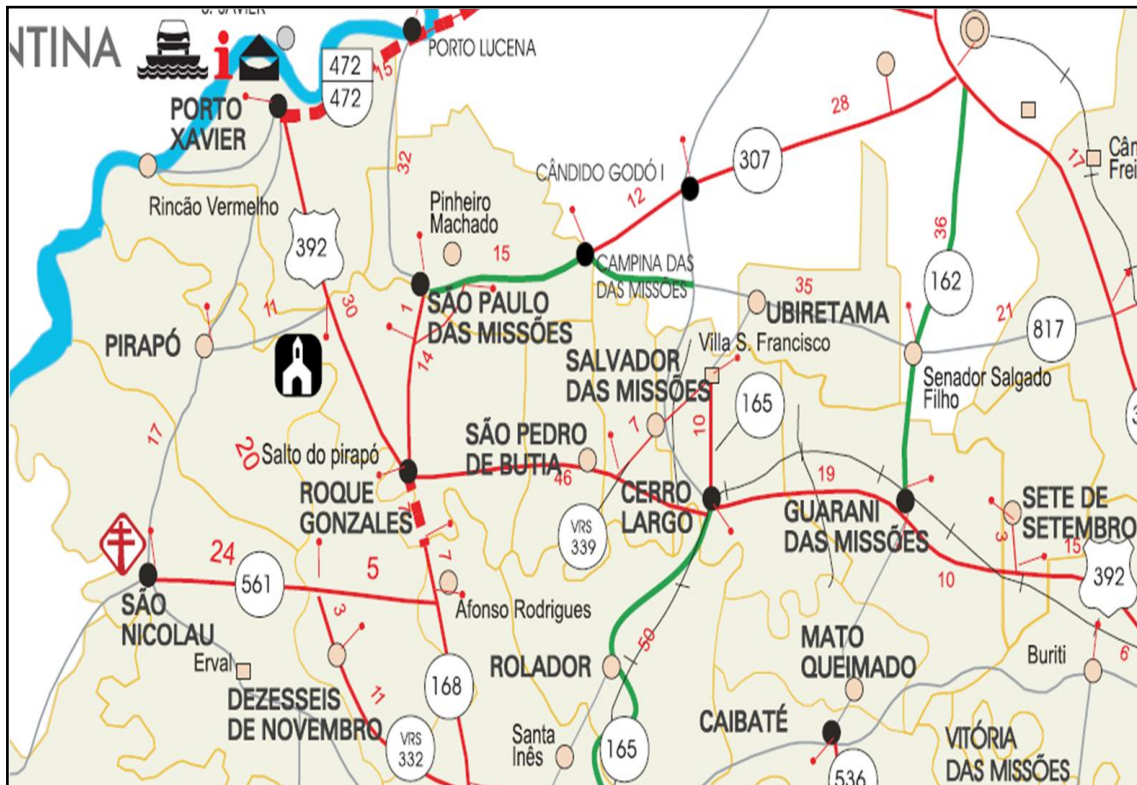 NTINA
i
472
472
15
PORTO LUCENA
PORTO
XAVIER
Rincão Vermelho
32
28
307
CÂNDIDO GODÓ I
12
17
Pinheiro
Machado
392
15
CAMPINA DAS
DAS MISSÕES
36
162
30
11
1
SÃO PAULO
DAS MISSÕES
35
UBIRETAMA
21
817
PIRAPÓ
14
SALVADOR
DAS MISSÕES
Villa S. Francisco
Senador Salgado
Filho
165
10
7
17
20
Salto do pirapó
SÃO PEDRO
DE BUTIA
46
ROQUE
GONZALES
7
CERRO
LARGO
19
GUARANI
DAS MISSÕES
SETE DE
SETEMBRO
3
15
392
10
VRS
339
7
24
561
5
Afonso Rodrigues
SÃO
NICOLAU
3
50
Erval
DEZESSEIS
DE NOVEMBRO
11
168
ROLADOR
MATO
QUEIMADO
Buriti
6
VRS
332
Santa
Inês
165
CAIBATÉ
536
VITÓRIA
DAS MISSÕES